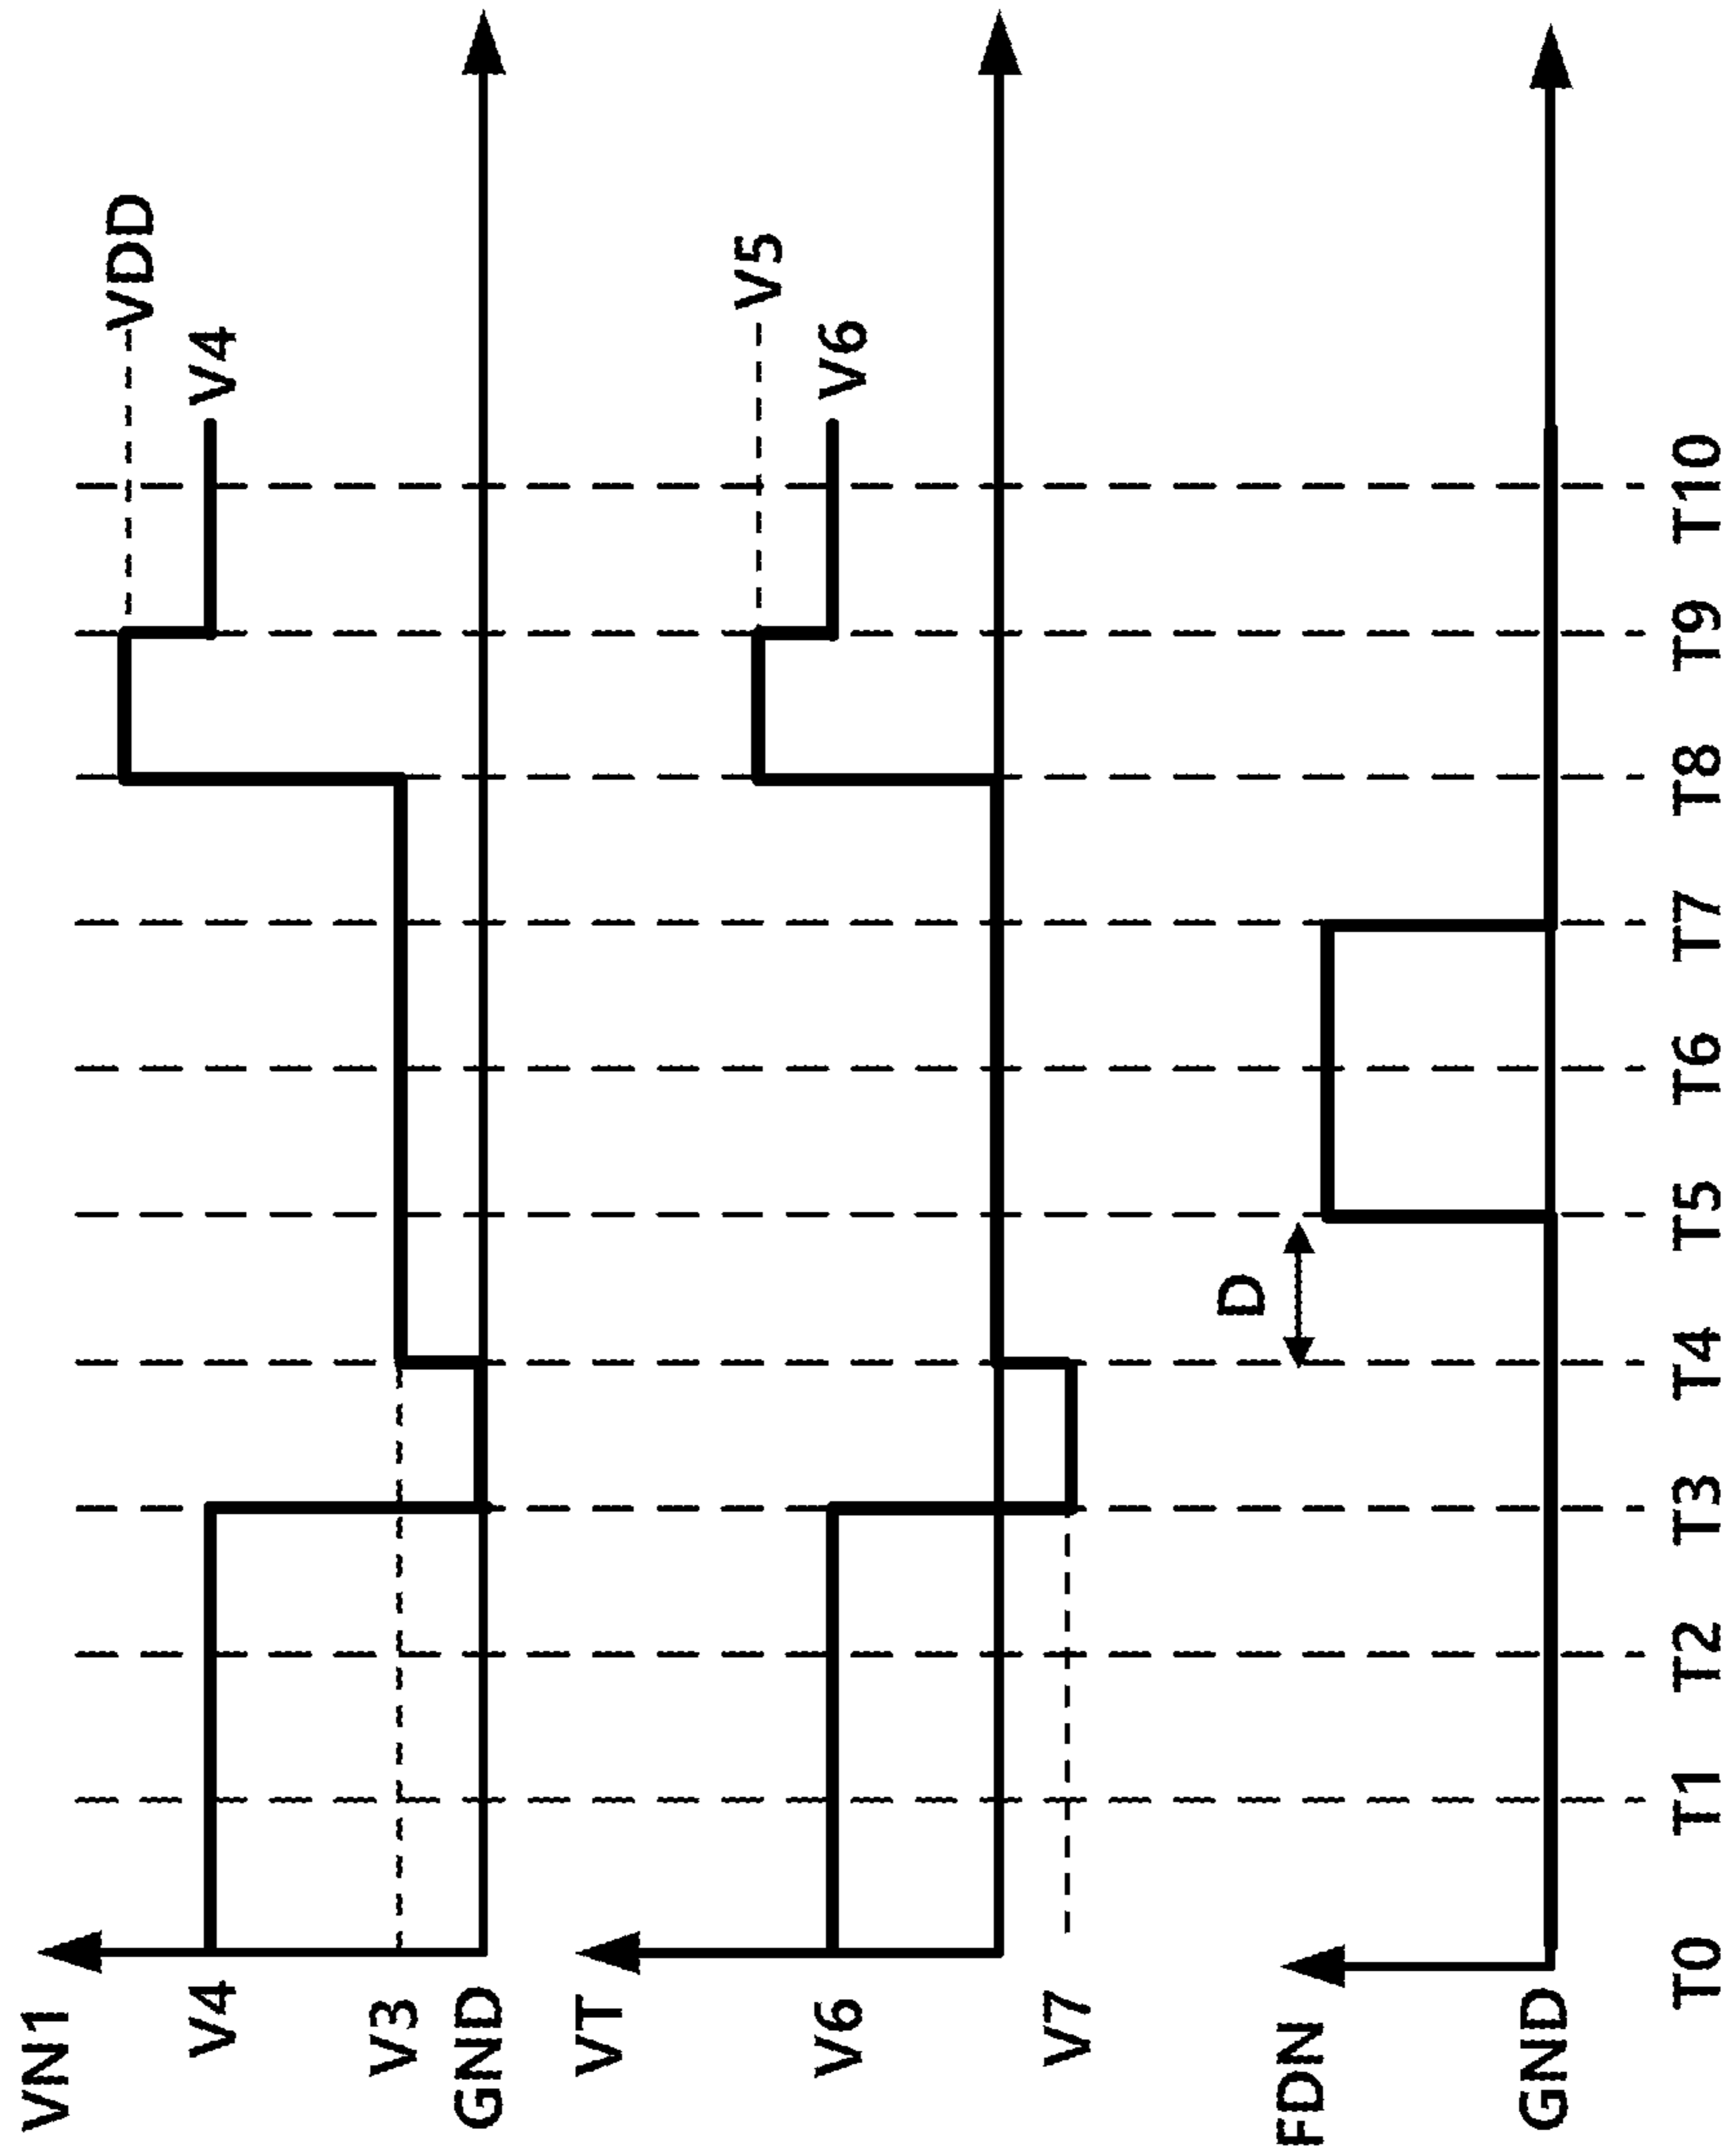 VN1
VDD
V4
V4
V3
GND
VT
V5
V6
V6
V7
FDN
D
GND
T0 T1 T2 T3 T4 T5 T6 T7 T8 T9 T10